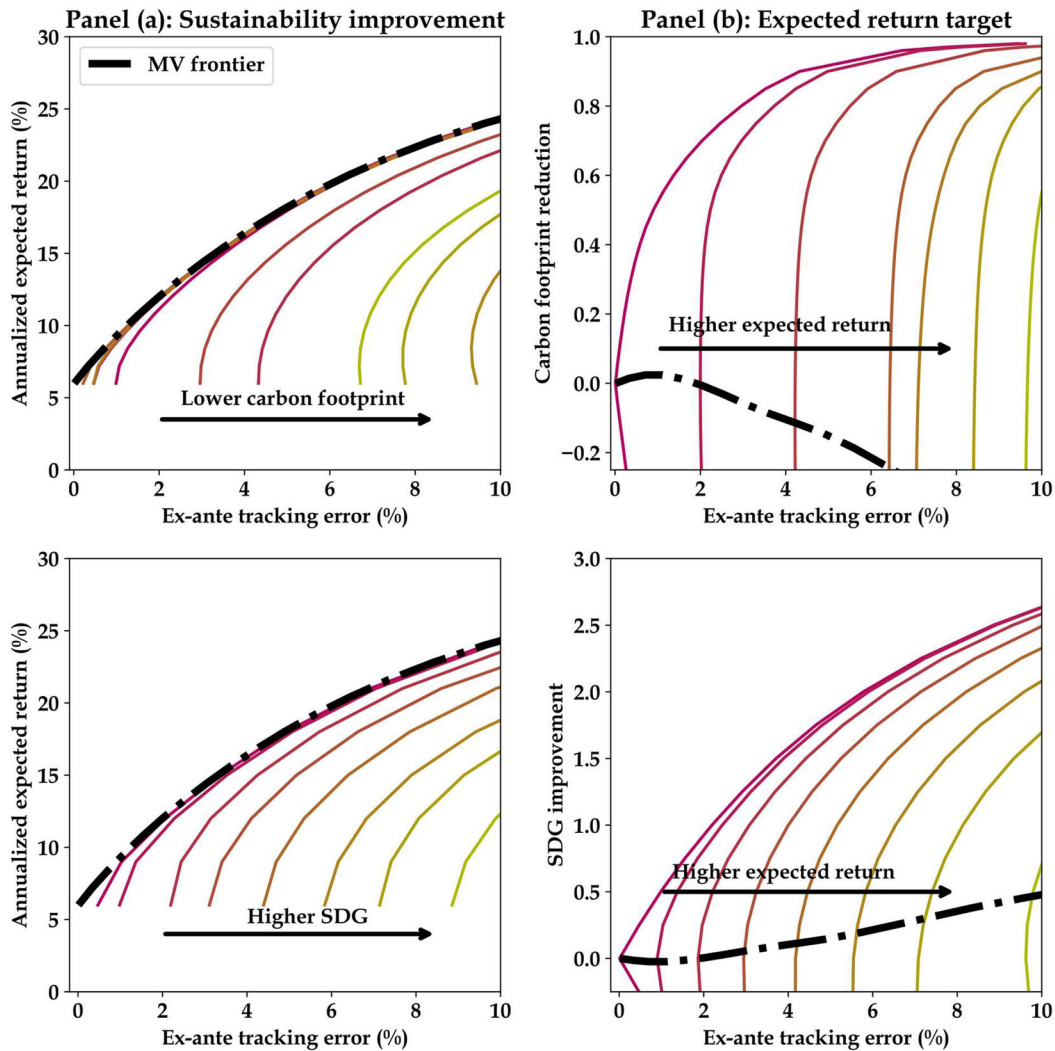 Panel (a): Sustainability improvement
Panel (b): Expected return target
30
25
20
15
10
5
0
Annualized expected return (%)
MV frontier
Lower carbon footprint
0 2 4 6 8 10
Ex-ante tracking error (%)
1.0
0.8
0.6
0.4
0.2
0.0
−0.2
Carbon footprint reduction
Higher expected return
0 2 4 6 8 10
Ex-ante tracking error (%)
30
25
20
15
10
5
0
Annualized expected return (%)
Higher SDG
0 2 4 6 8 10
Ex-ante tracking error (%)
3.0
2.5
2.0
1.5
1.0
0.5
0.0
SDG improvement
Higher expected return
0 2 4 6 8 10
Ex-ante tracking error (%)